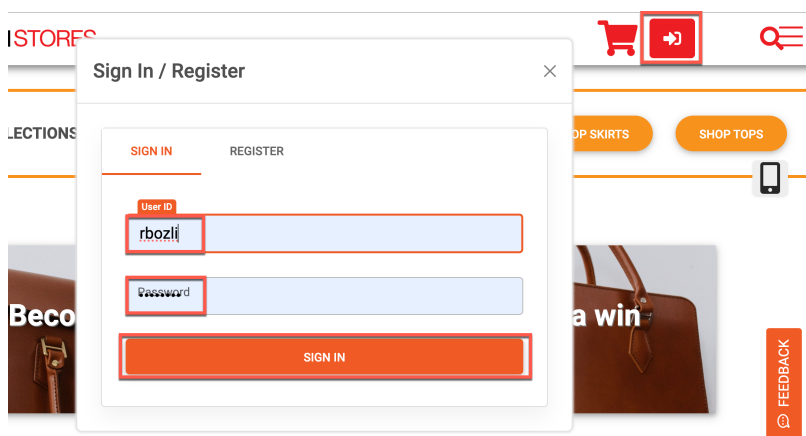 STORES
Sign In / Register
LECTIONS
OP SKIRTS
SHOP TOPS
SIGN IN
REGISTER
User ID
rbozli
Password
SIGN IN
Beco
a win
FEEDBACK